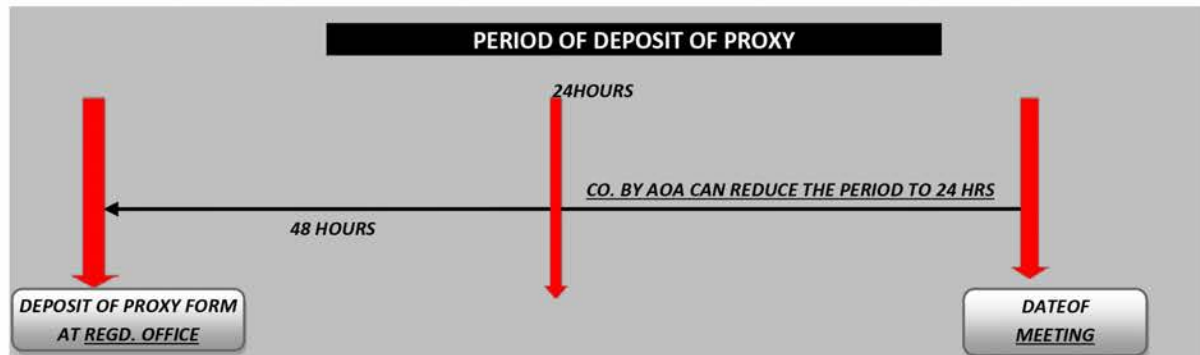 PERIOD OF DEPOSIT OF PROXY
24HOURS
CO. BY AOA CAN REDUCE THE PERIOD TO 24 HRS
48 HOURS
DEPOSIT OF PROXY FORM
AT REGD. OFFICE
DATEOF
MEETING